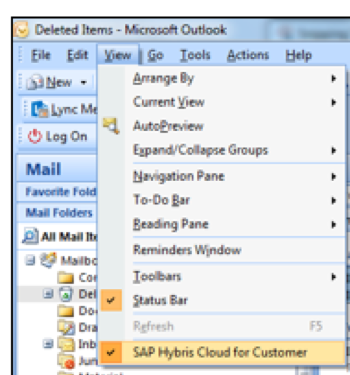 Deleted Items - Microsoft Outlook
File Edit View Go Tools Actions Help
New
Arrange By
Lync Me
Current View
AutoPreview
Log On
Expand/Collapse Groups
Mail
Navigation Pane
Favorite Fold
To-Do Bar
Mail Folders
Reading Pane
All Mail Ite
Reminders Window
Mailbo
Cor
Toolbars
Del
Status Bar
Do
Dra
Refresh F5
Inb
Jun
SAP Hybris Cloud for Customer